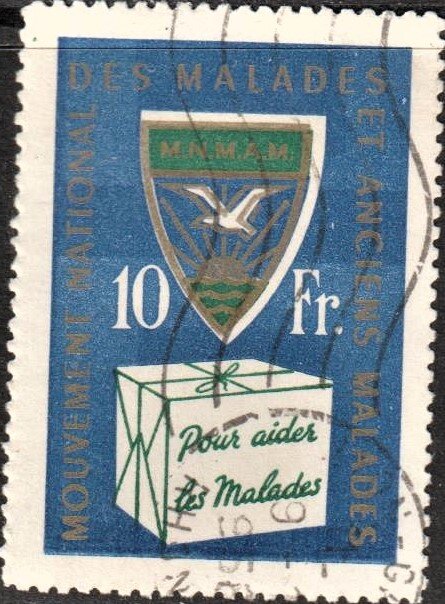 MOUVEMENT NATIONAL
DES MALADES
ET ANCIENS MALADES
M.N.M.A.M.
10 Fr.
Pour aider
les Malades